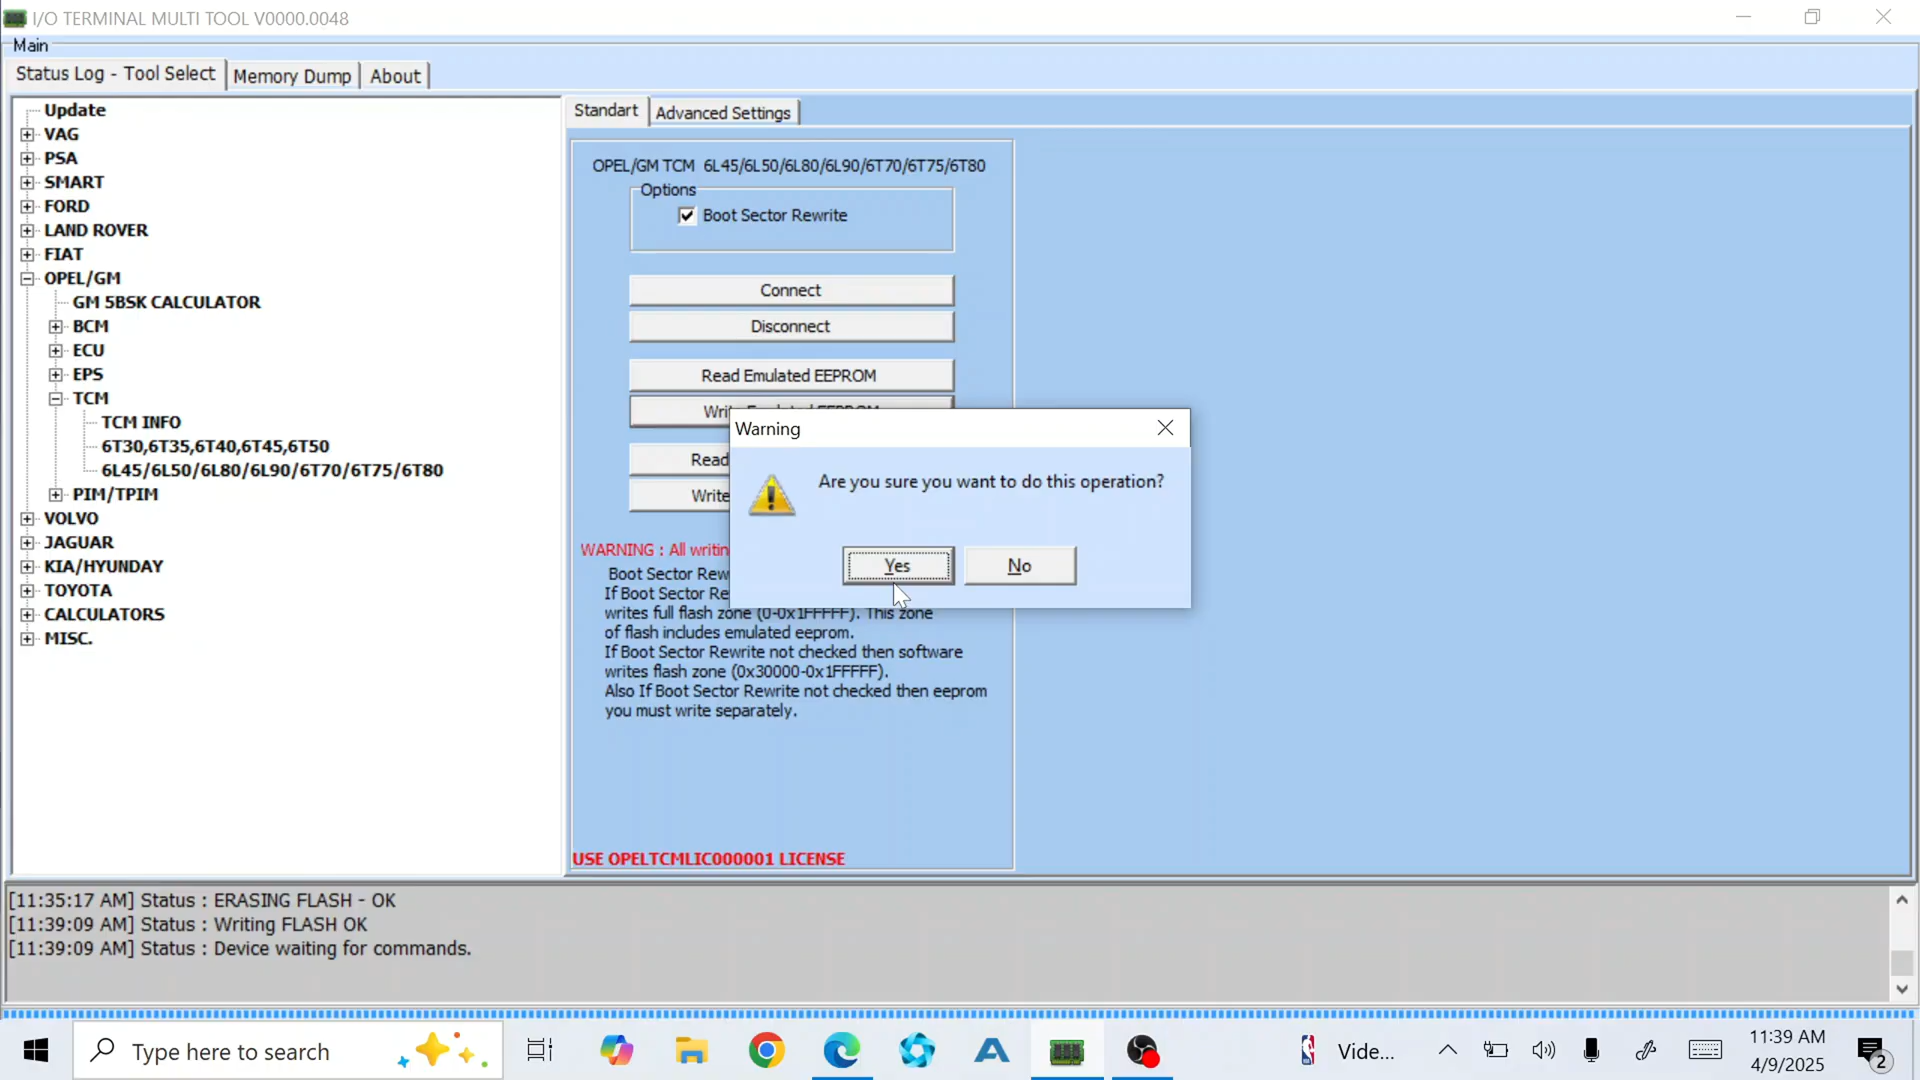 I/O TERMINAL MULTI TOOL V0000.0048
Main
Status Log - Tool Select
Memory Dump
About
Update
VAG
PSA
SMART
FORD
LAND ROVER
FIAT
OPEL/GM
GM 5BSK CALCULATOR
BCM
ECU
EPS
TCM
TCM INFO
6T30,6T35,6T40,6T45,6T50
6L45/6L50/6L80/6L90/6T70/6T75/6T80
PIM/TPIM
VOLVO
JAGUAR
KIA/HYUNDAY
TOYOTA
CALCULATORS
MISC.
Standart
Advanced Settings
OPEL/GM TCM 6L45/6L50/6L80/6L90/6T70/6T75/6T80
Options
Boot Sector Rewrite
Connect
Disconnect
Read Emulated EEPROM
Write Emulated EEPROM
Read
Write
Warning
Are you sure you want to do this operation?
Yes
No
WARNING : All writin
Boot Sector Rew
If Boot Sector Re
writes full flash zone (0-0x1FFFFF). This zone
of flash includes emulated eeprom.
If Boot Sector Rewrite not checked then software
writes flash zone (0x30000-0x1FFFFF).
Also If Boot Sector Rewrite not checked then eeprom
you must write separately.
USE OPELTCMLIC000001 LICENSE
[11:35:17 AM] Status : ERASING FLASH - OK
[11:39:09 AM] Status : Writing FLASH OK
[11:39:09 AM] Status : Device waiting for commands.
Type here to search
Vide...
11:39 AM
4/9/2025
2